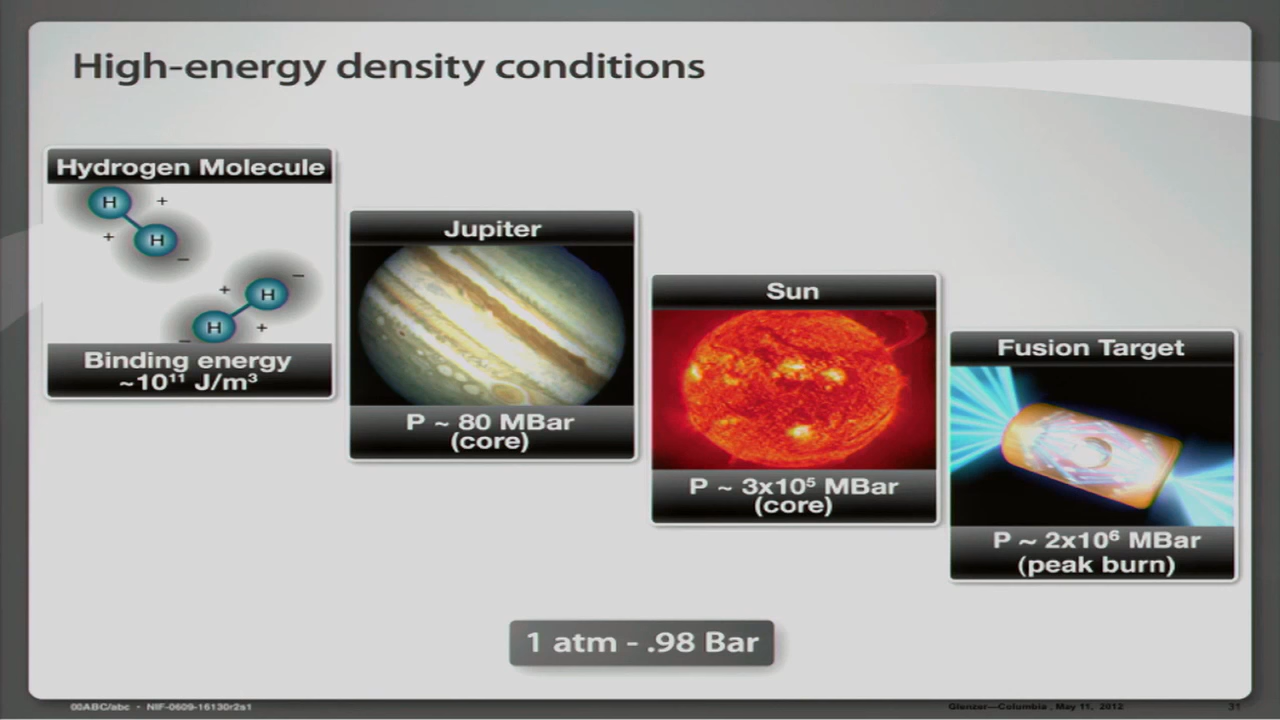 High-energy density conditions
Hydrogen Molecule
H +
+ H
−
−
+ H
H +
−
Binding energy
~10¹¹ J/m³
Jupiter
P ~ 80 MBar
(core)
Sun
P ~ 3x10⁵ MBar
(core)
Fusion Target
P ~ 2x10⁶ MBar
(peak burn)
1 atm - .98 Bar
00ABC/abc • NIF-0609-16130r2s1
Glenzer—Columbia , May 11, 2012
31